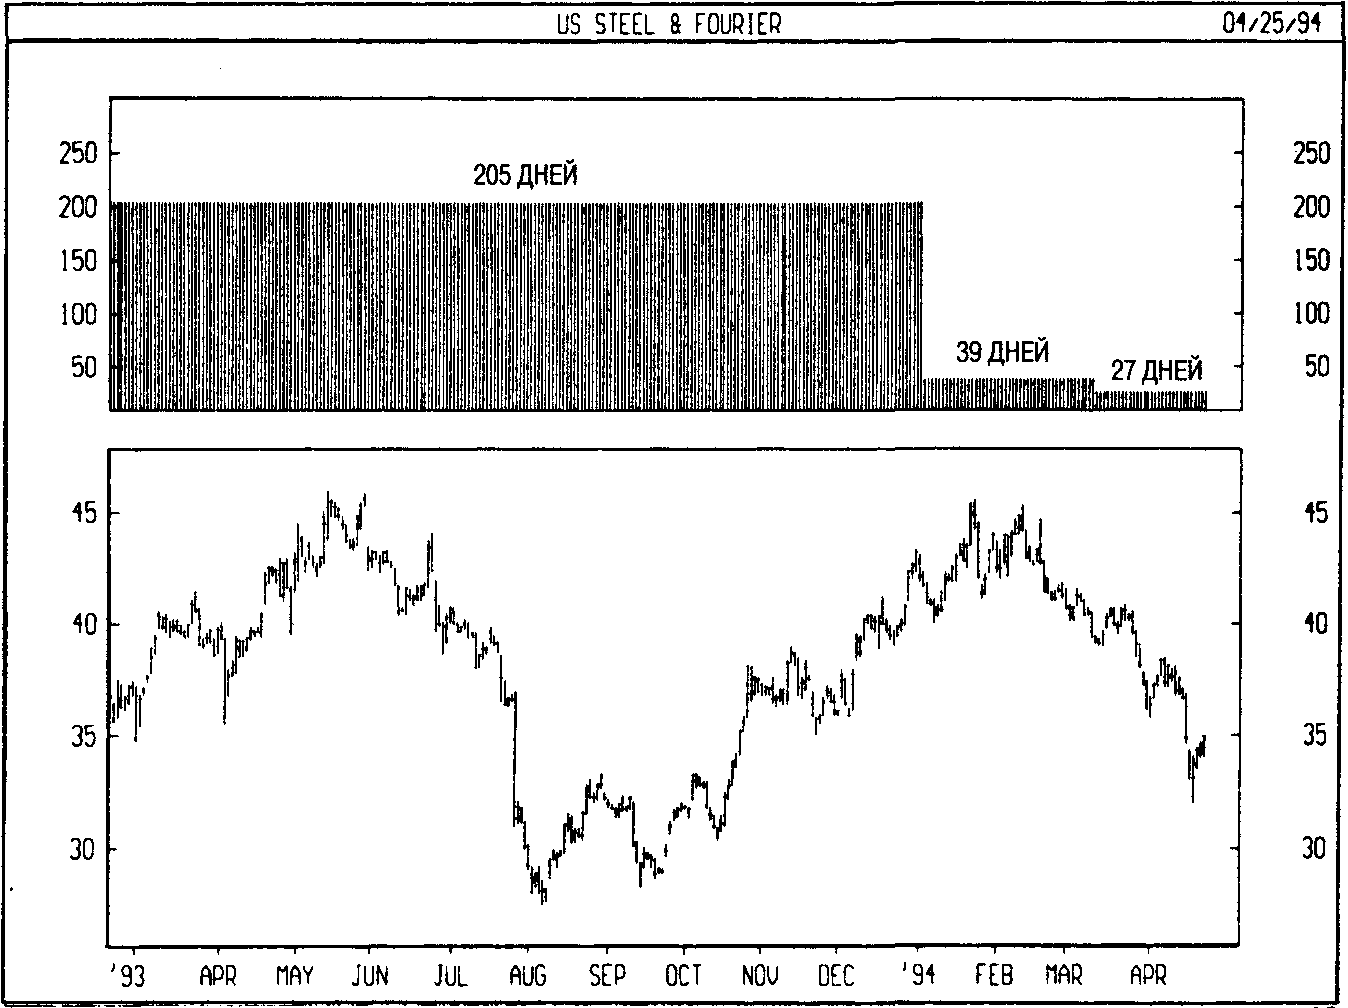 US STEEL & FOURIER 04/25/94
250 250
205 ДНЕЙ
200 200
150 150
100 100
39 ДНЕЙ
27 ДНЕЙ
50 50
45 45
40 40
35 35
30 30
'93 APR MAY JUN JUL AUG SEP OCT NOV DEC '94 FEB MAR APR